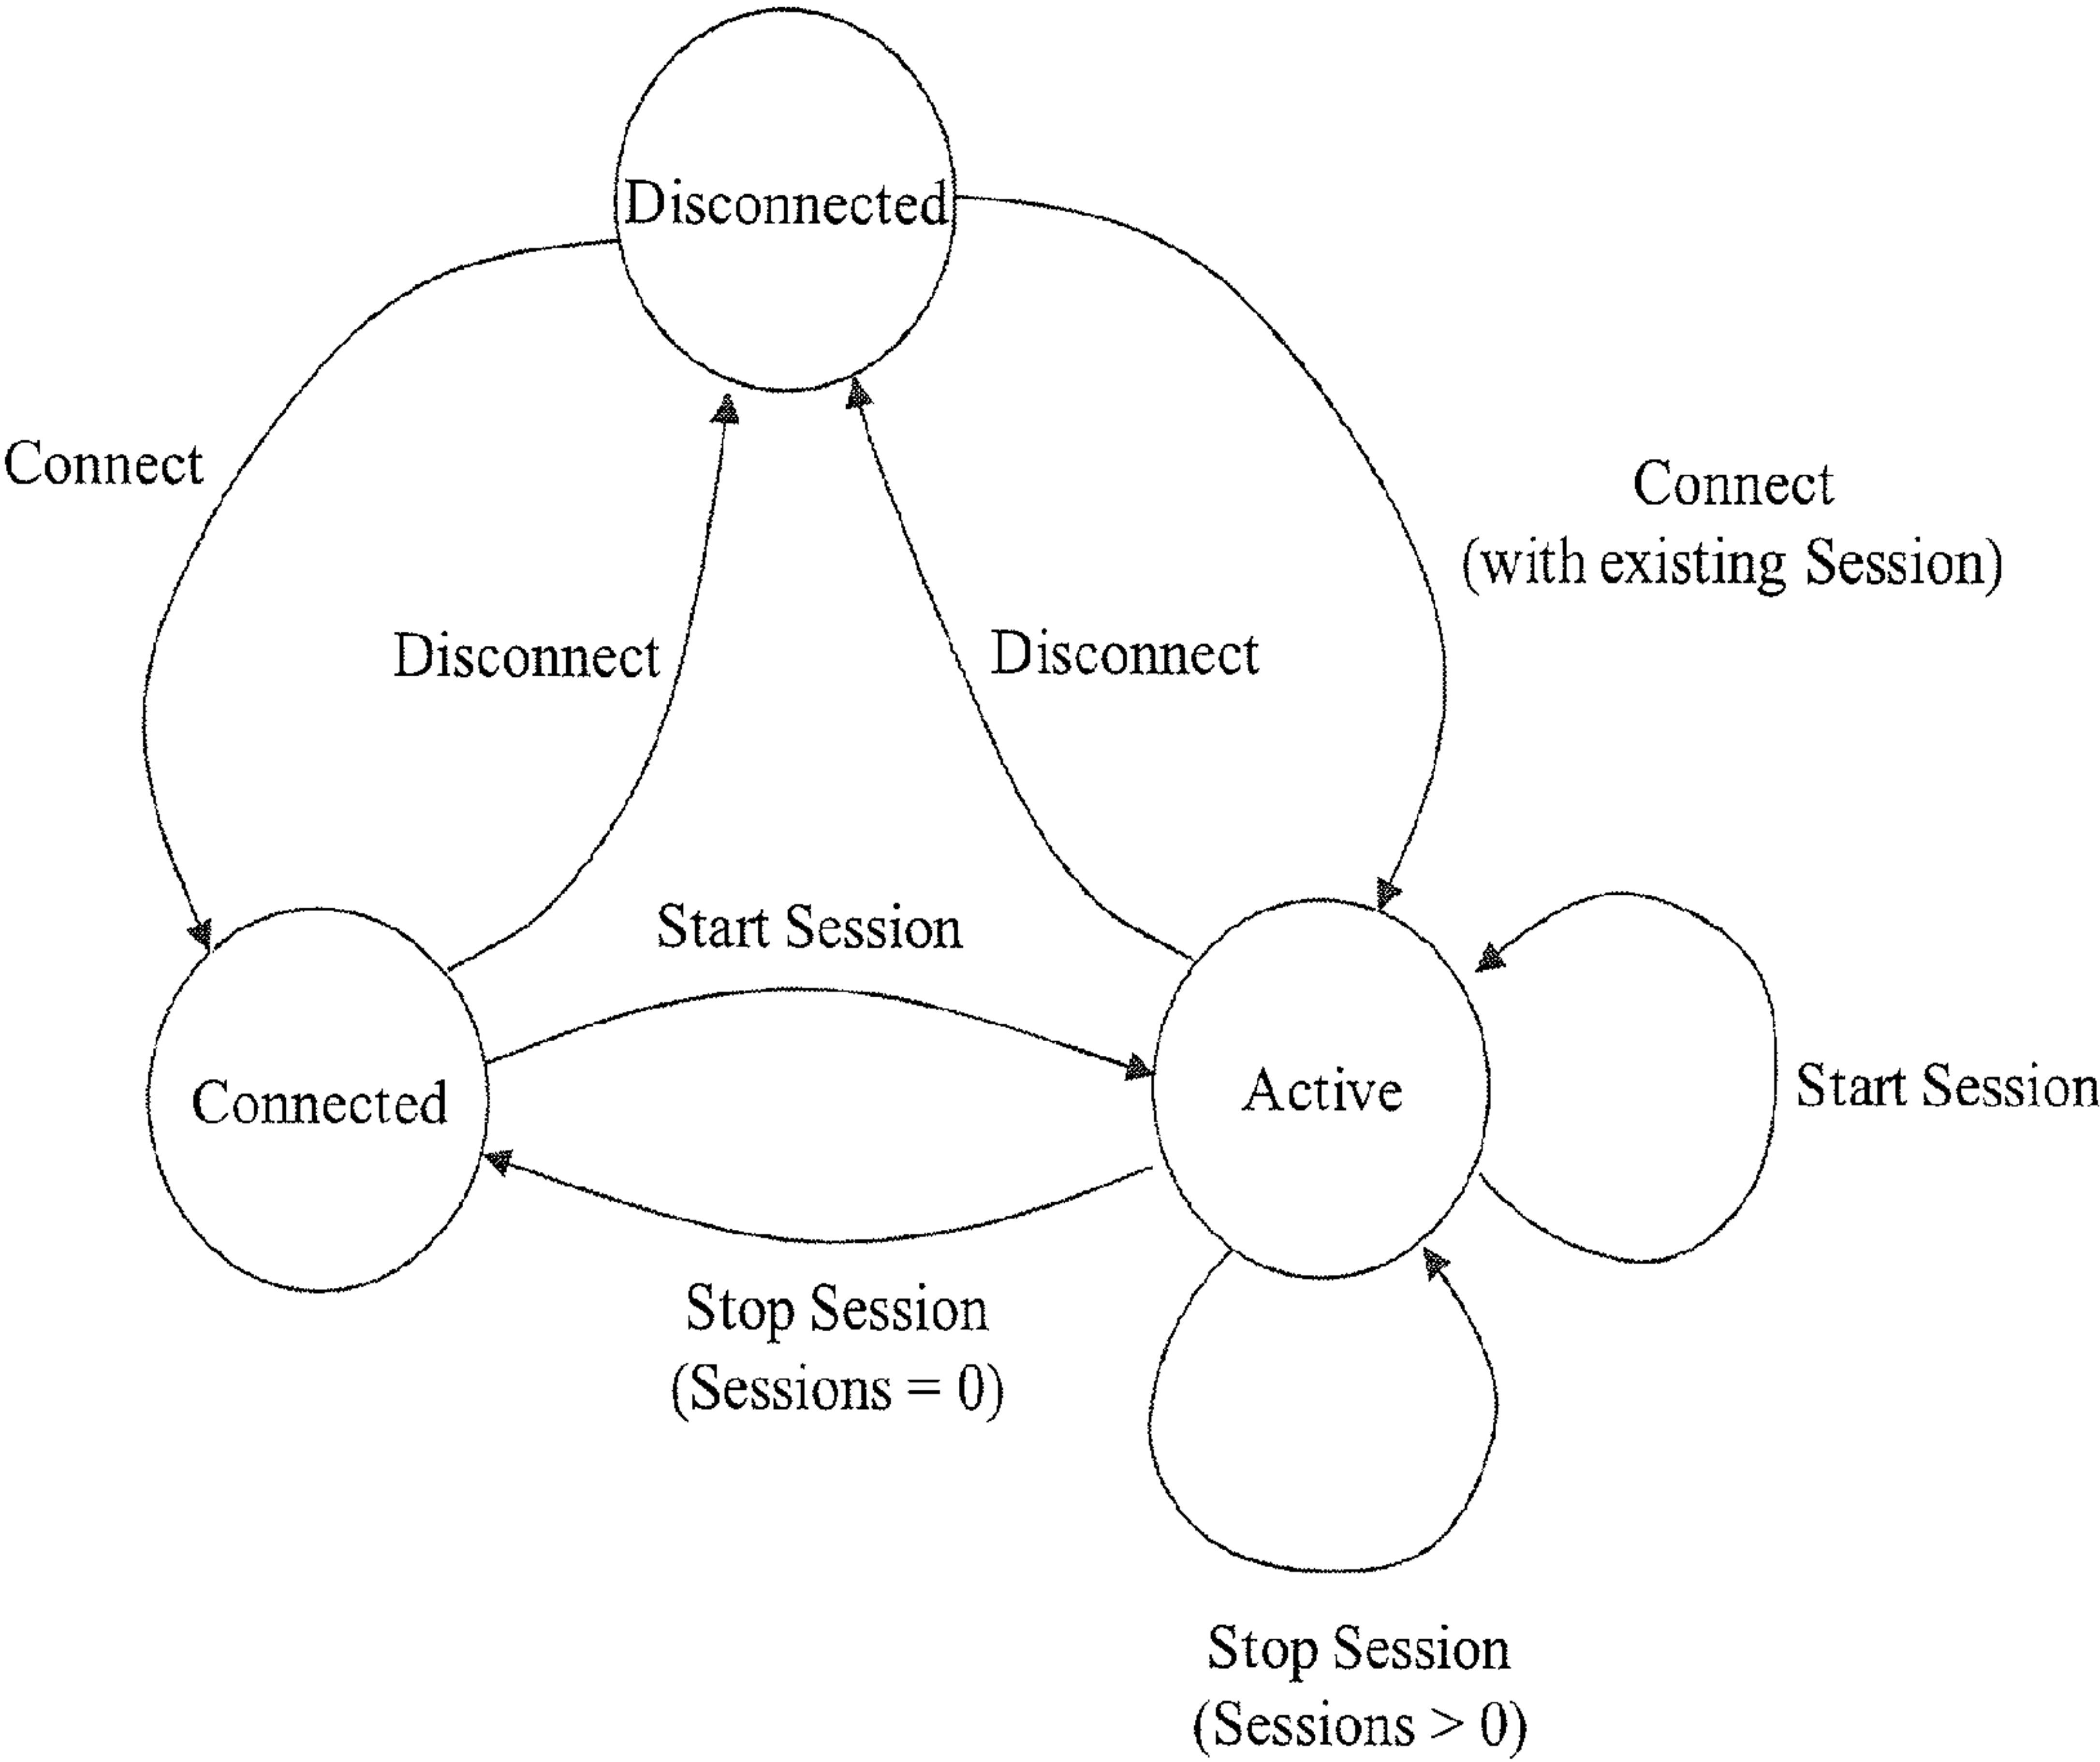 Disconnected
Connect
Connect
(with existing Session)
Disconnect
Disconnect
Start Session
Connected
Active
Start Session
Stop Session
(Sessions = 0)
Stop Session
(Sessions > 0)